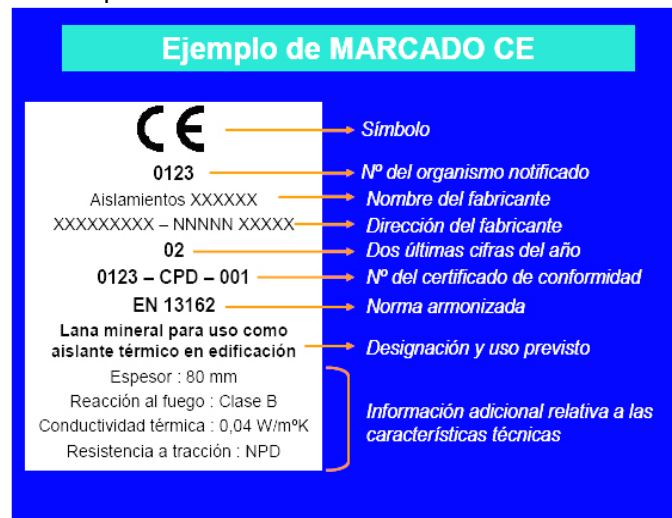 Ejemplo de MARCADO CE
CE
Símbolo
0123
Nº del organismo notificado
Aislamientos XXXXXX
Nombre del fabricante
XXXXXXXXX – NNNNN XXXXX
Dirección del fabricante
02
Dos últimas cifras del año
0123 – CPD – 001
Nº del certificado de conformidad
EN 13162
Norma armonizada
Lana mineral para uso como
aislante térmico en edificación
Designación y uso previsto
Espesor : 80 mm
Reacción al fuego : Clase B
Conductividad térmica : 0,04 W/mºK
Resistencia a tracción : NPD
Información adicional relativa a las
características técnicas